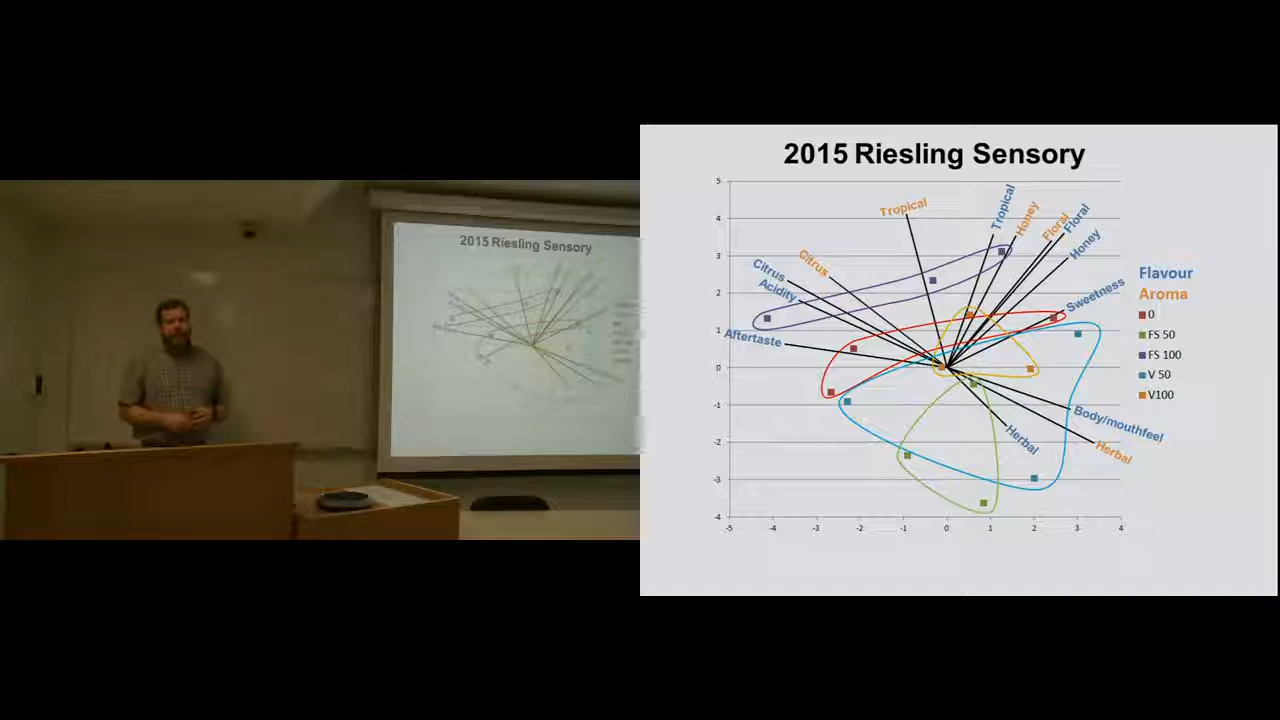 2015 Riesling Sensory
2015 Riesling Sensory
5
4
3
2
1
0
-1
-2
-3
-4
-5
-4
-3
-2
-1
0
1
2
3
4
Tropical
Tropical
Honey
Floral
Floral
Honey
Citrus
Citrus
Acidity
Aftertaste
Sweetness
Body/mouthfeel
Herbal
Herbal
Flavour
Aroma
0
FS 50
FS 100
V 50
V100